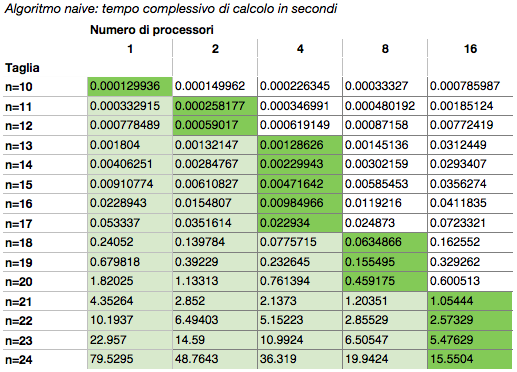 Algoritmo naive: tempo complessivo di calcolo in secondi
Numero di processori
1 2 4 8 16
Taglia
n=10 0.000129936 0.000149962 0.000226345 0.00033327 0.000785987
n=11 0.000332915 0.000258177 0.000346991 0.000480192 0.00185124
n=12 0.000778489 0.00059017 0.000619149 0.00087158 0.00772419
n=13 0.001804 0.00132147 0.00128626 0.00145136 0.0312449
n=14 0.00406251 0.00284767 0.00229943 0.00302159 0.0293407
n=15 0.00910774 0.00610827 0.00471642 0.00585453 0.0356274
n=16 0.0228943 0.0154807 0.00984966 0.0119216 0.0411835
n=17 0.053337 0.0351614 0.022934 0.024873 0.0723321
n=18 0.24052 0.139784 0.0775715 0.0634866 0.162552
n=19 0.679818 0.39229 0.232645 0.155495 0.329262
n=20 1.82025 1.13313 0.761394 0.459175 0.600513
n=21 4.35264 2.852 2.1373 1.20351 1.05444
n=22 10.1937 6.49403 5.15223 2.85529 2.57329
n=23 22.957 14.59 10.9924 6.50547 5.47629
n=24 79.5295 48.7643 36.319 19.9424 15.5504